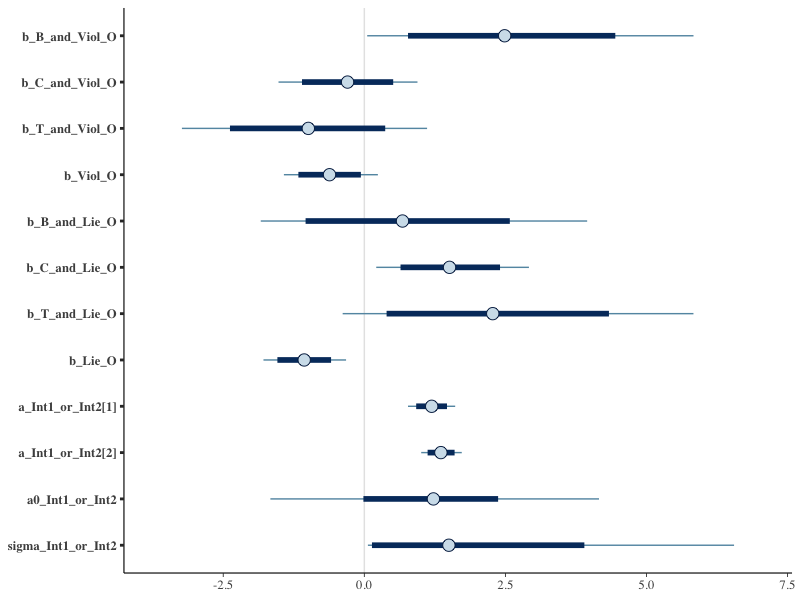 b_B_and_Viol_O
b_C_and_Viol_O
b_T_and_Viol_O
b_Viol_O
b_B_and_Lie_O
b_C_and_Lie_O
b_T_and_Lie_O
b_Lie_O
a_Int1_or_Int2[1]
a_Int1_or_Int2[2]
a0_Int1_or_Int2
sigma_Int1_or_Int2
-2.5 0.0 2.5 5.0 7.5